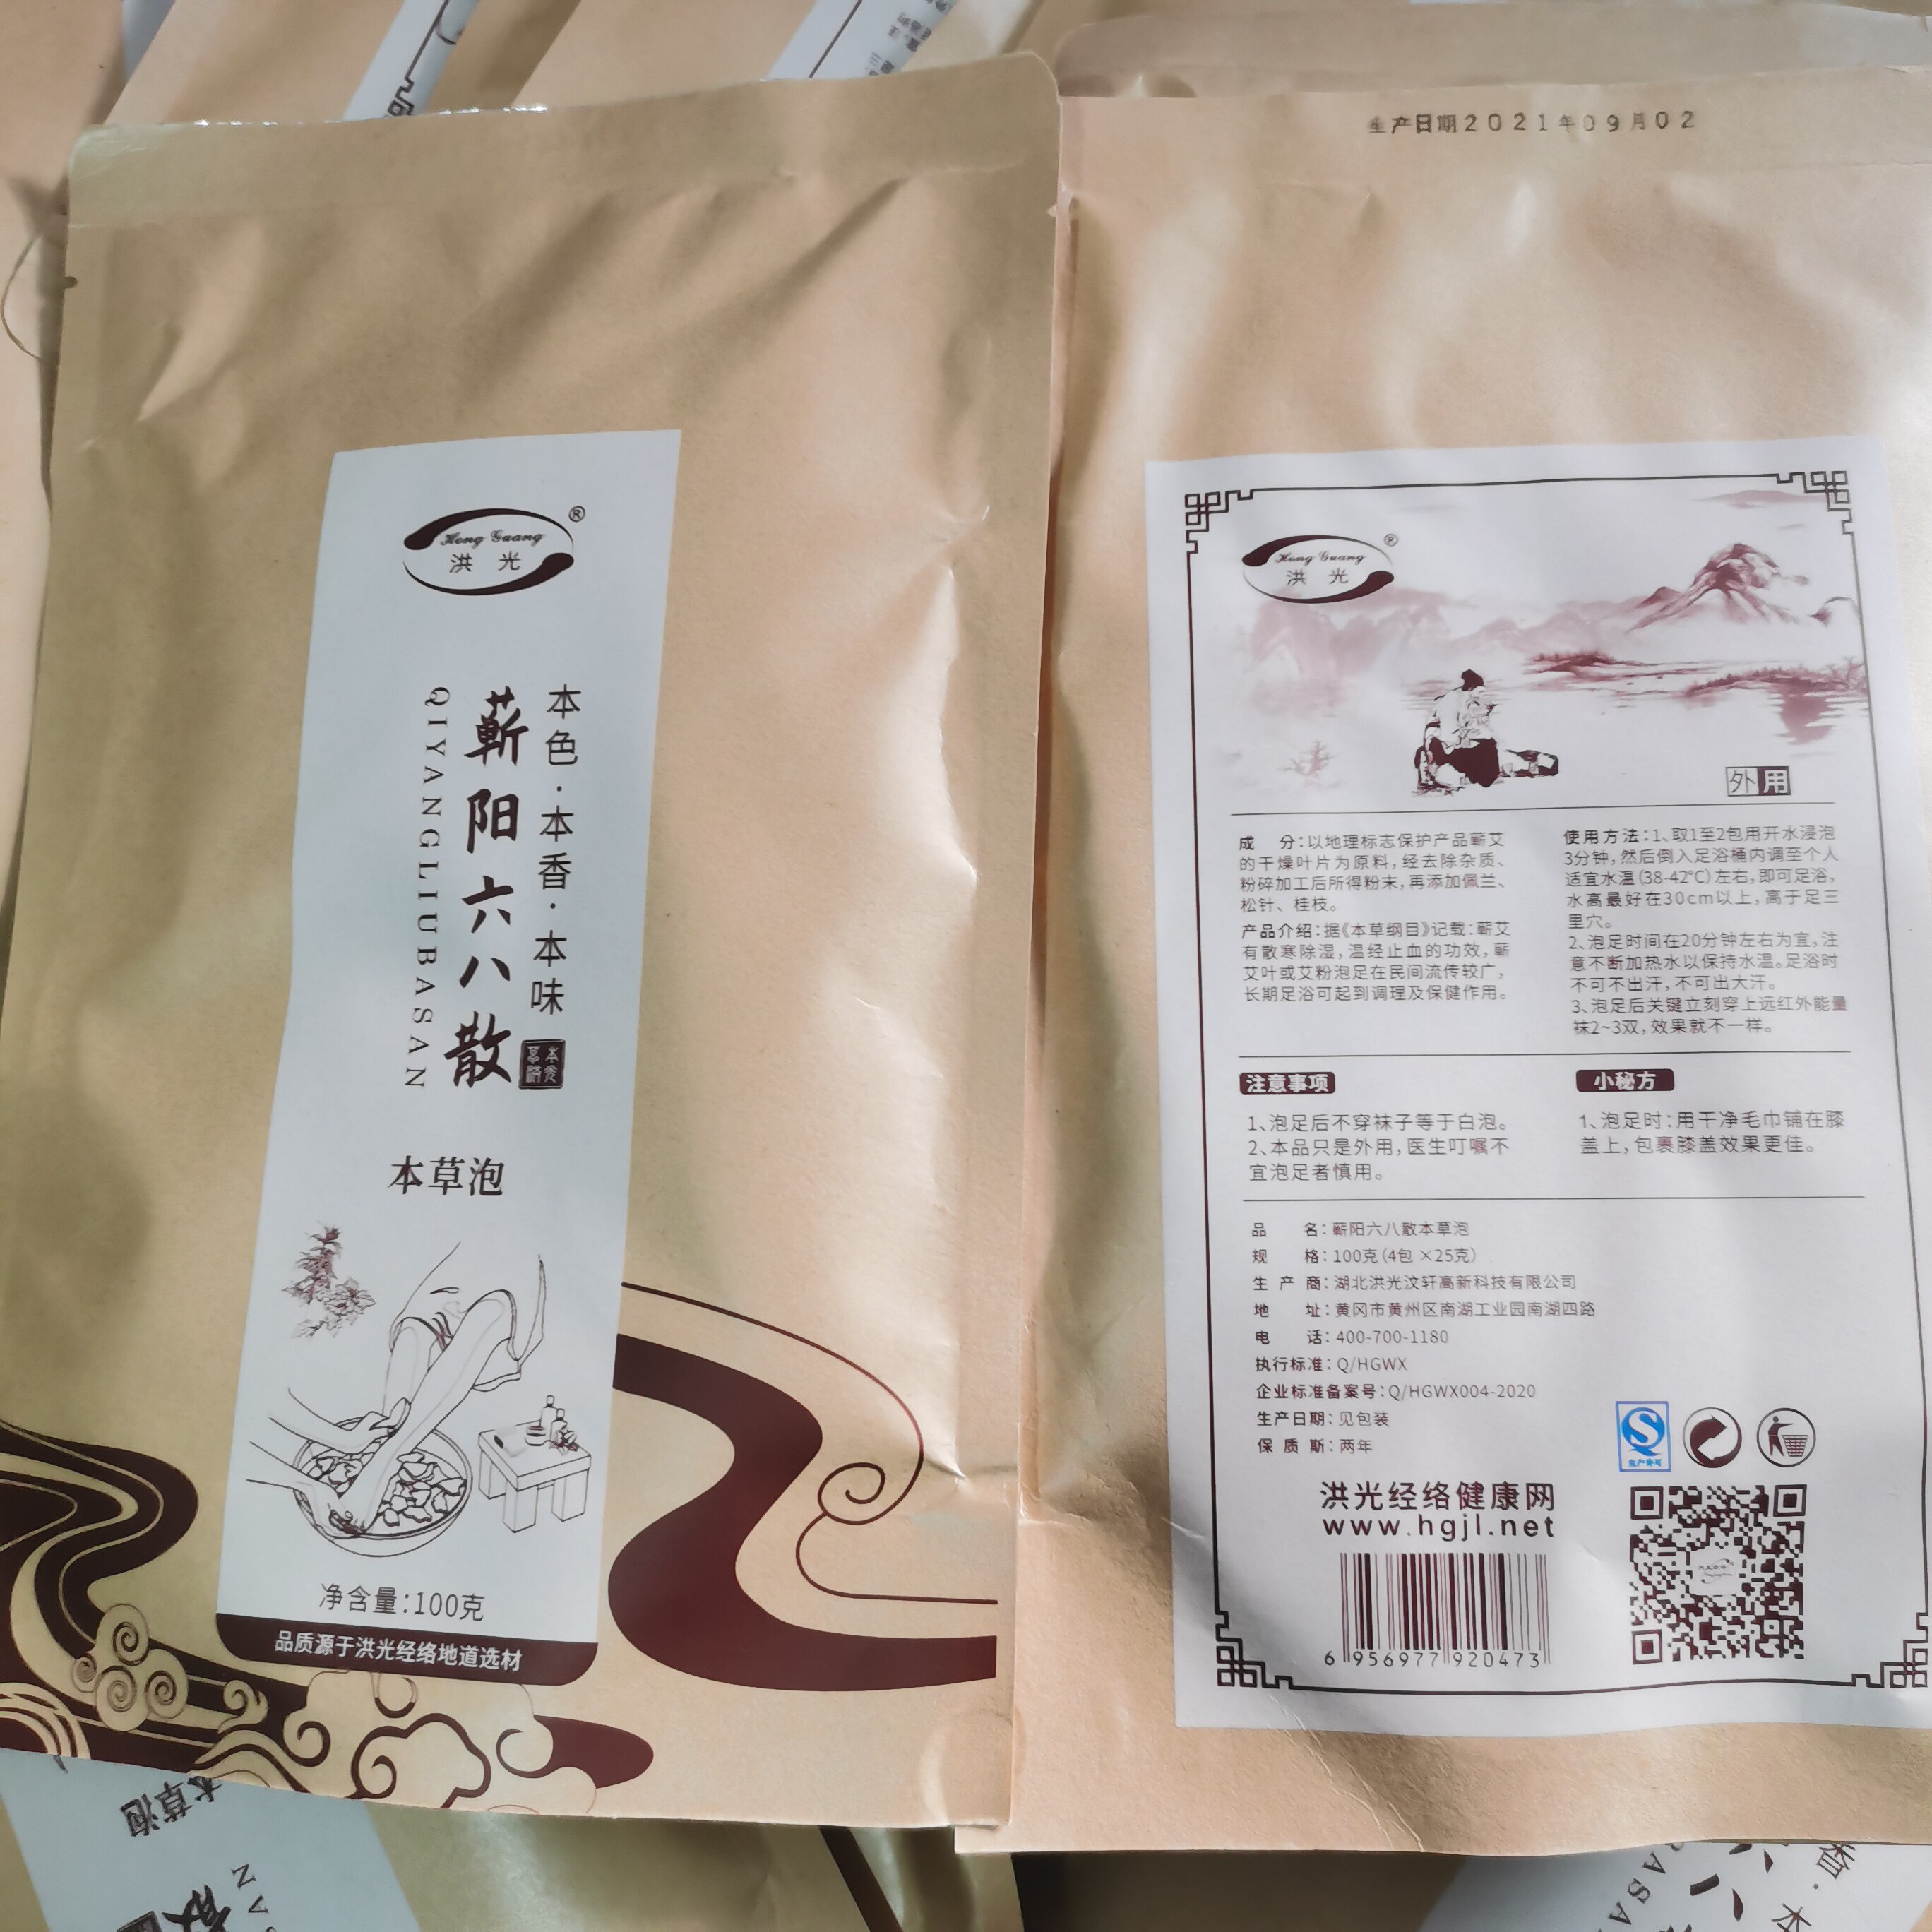 Hong Guang
洪光
®
本色·本香·本味
蕲阳六八散
QIYANGLIUBASAN
本草泡
净含量:100克
品质源于洪光经络地道选材
生产日期2021年09月02
Hong Guang
洪光
®
外用
成 分:以地理标志保护产品蕲艾
的干燥叶片为原料,经去除杂质、
粉碎加工后所得粉末,再添加佩兰、
松针、桂枝。
产品介绍:据《本草纲目》记载:蕲艾
有散寒除湿,温经止血的功效,蕲
艾叶或艾粉泡足在民间流传较广,
长期足浴可起到调理及保健作用。
使用方法:1、取1至2包用开水浸泡
3分钟,然后倒入足浴桶内调至个人
适宜水温(38-42℃)左右,即可足浴,
水高最好在30cm以上,高于足三
里穴。
2、泡足时间在20分钟左右为宜,注
意不断加热水以保持水温。足浴时
不可不出汗,不可出大汗。
3、泡足后关键立刻穿上远红外能量
袜2~3双,效果就不一样。
注意事项
1、泡足后不穿袜子等于白泡。
2、本品只是外用,医生叮嘱不
宜泡足者慎用。
小秘方
1、泡足时:用干净毛巾铺在膝
盖上,包裹膝盖效果更佳。
品 名:蕲阳六八散本草泡
规 格:100克(4包×25克)
生 产 商:湖北洪光汶轩高新科技有限公司
地 址:黄冈市黄州区南湖工业园南湖四路
电 话:400-700-1180
执行标准:Q/HGWX
企业标准备案号:Q/HGWX004-2020
生产日期:见包装
保 质 斯:两年
生产许可
洪光经络健康网
www.hgjl.net
6 956977 920473
本草泡
散
SAN
香·本